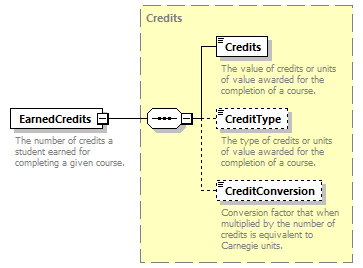 Credits
Credits
The value of credits or units
of value awarded for the
completion of a course.
EarnedCredits
The number of credits a
student earned for
completing a given course.
CreditType
The type of credits or units
of value awarded for the
completion of a course.
CreditConversion
Conversion factor that when
multiplied by the number of
credits is equivalent to
Carnegie units.